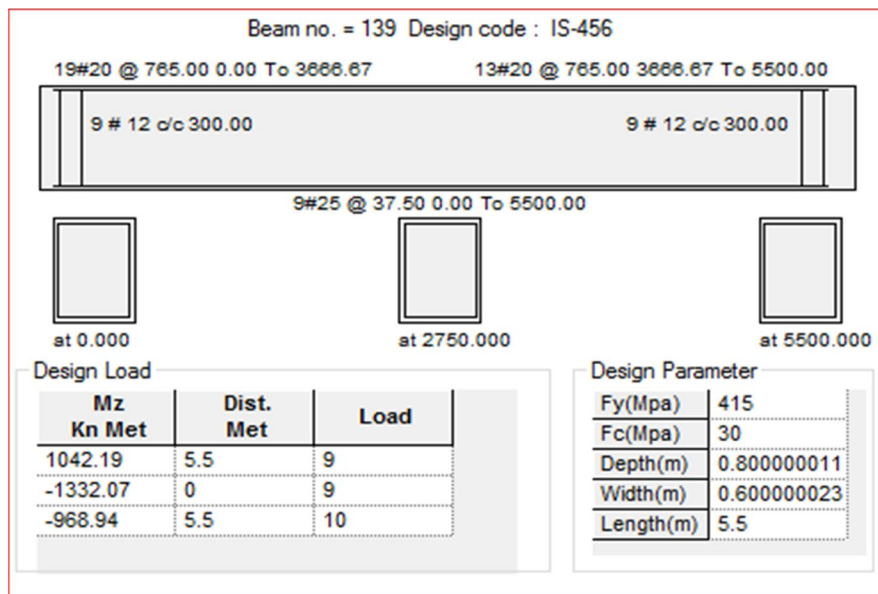 Beam no. = 139 Design code : IS-456
19#20 @ 765.00 0.00 To 3666.67 13#20 @ 765.00 3666.67 To 5500.00
9 # 12 c/c 300.00 9 # 12 c/c 300.00
9#25 @ 37.50 0.00 To 5500.00
at 0.000 at 2750.000 at 5500.000
Design Load
Mz Kn Met Dist. Met Load
1042.19 5.5 9
-1332.07 0 9
-968.94 5.5 10
Design Parameter
Fy(Mpa) 415
Fc(Mpa) 30
Depth(m) 0.800000011
Width(m) 0.600000023
Length(m) 5.5